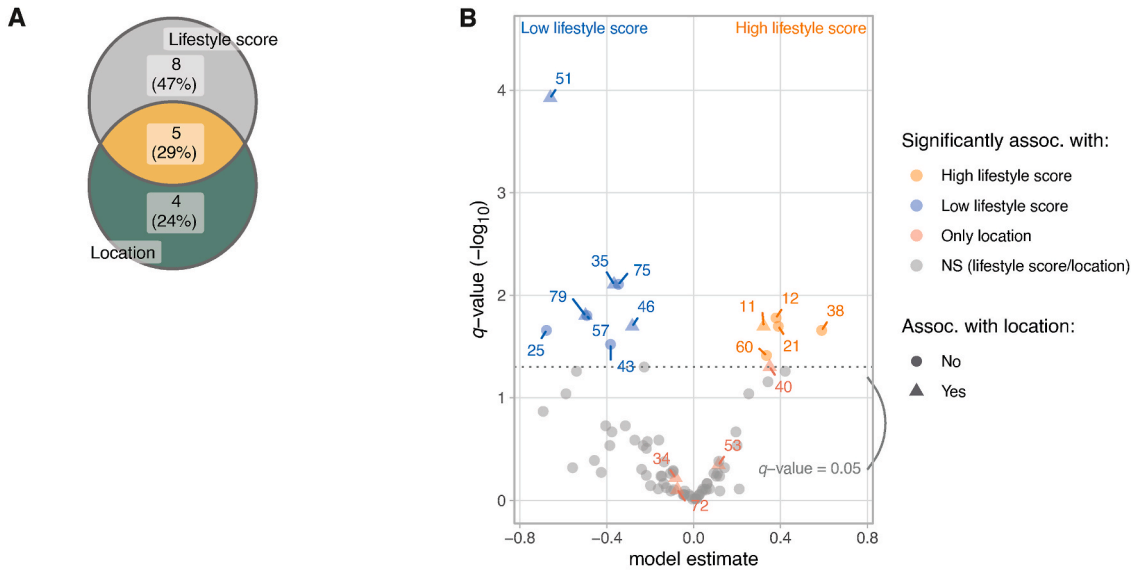 A
Lifestyle score
8
(47%)
5
(29%)
4
(24%)
Location
B
Low lifestyle score
High lifestyle score
51
35
75
79
46
57
25
43
11
12
38
60
21
40
34
53
72
q-value = 0.05
4
3
2
1
0
q-value (−log10)
−0.8
−0.4
0.0
0.4
0.8
model estimate
Significantly assoc. with:
High lifestyle score
Low lifestyle score
Only location
NS (lifestyle score/location)
Assoc. with location:
No
Yes